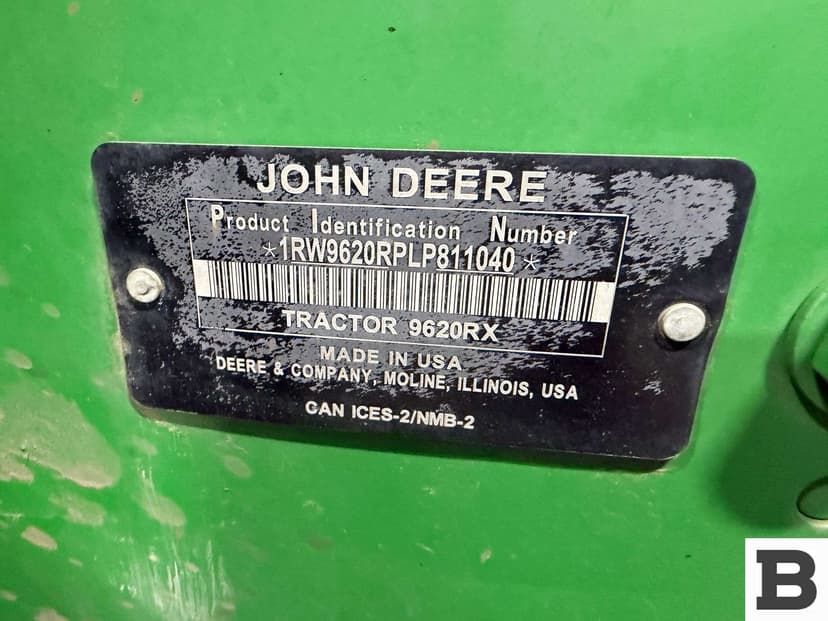 JOHN DEERE
Product Identification Number
*1RW9620RPLP811040*
TRACTOR 9620RX
MADE IN USA
DEERE & COMPANY, MOLINE, ILLINOIS, USA
CAN ICES-2/NMB-2
B